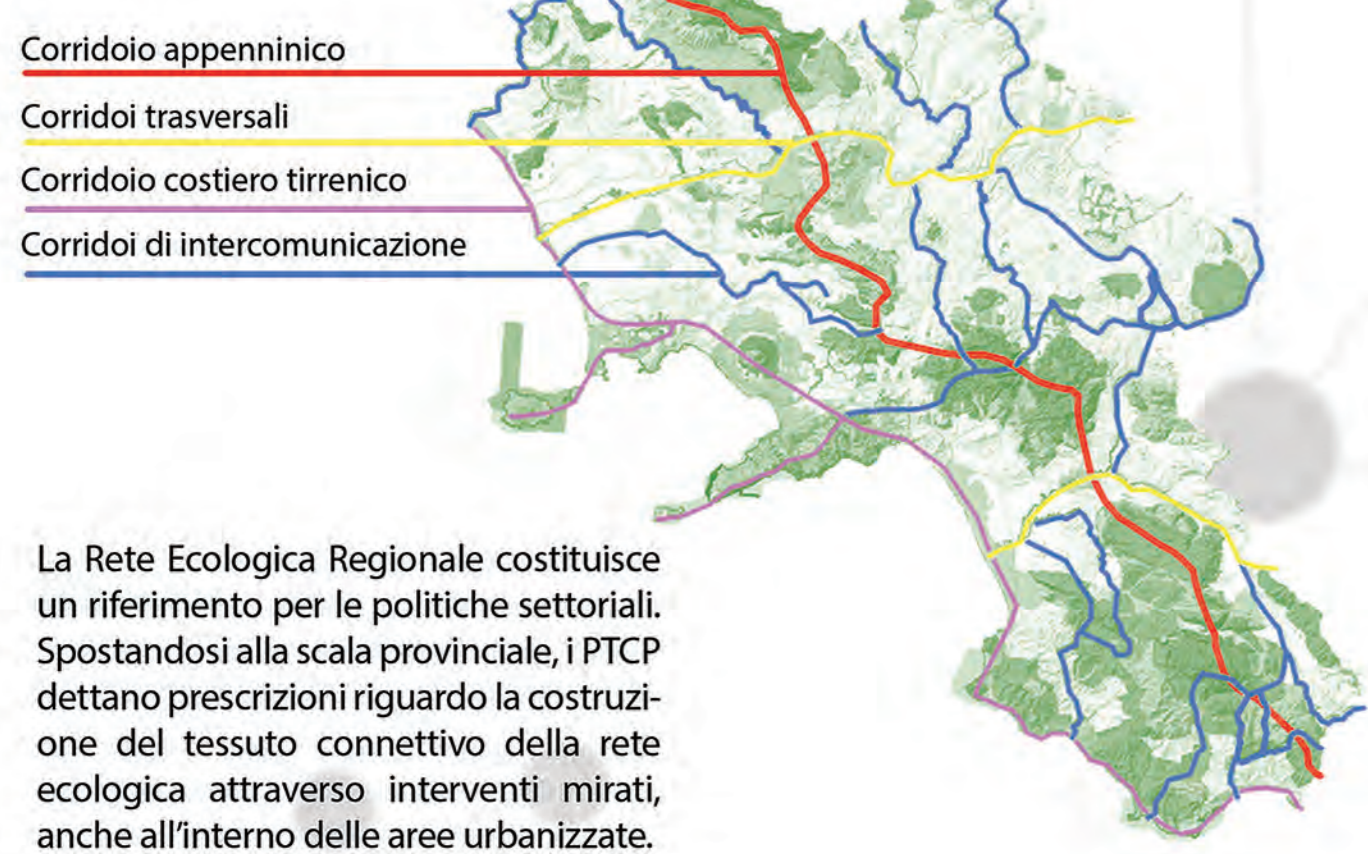 Corridoio appenninico
Corridoi trasversali
Corridoio costiero tirrenico
Corridoi di intercomunicazione
La Rete Ecologica Regionale costituisce
un riferimento per le politiche settoriali.
Spostandosi alla scala provinciale, i PTCP
dettano prescrizioni riguardo la costruzi-
one del tessuto connettivo della rete
ecologica attraverso interventi mirati,
anche all'interno delle aree urbanizzate.